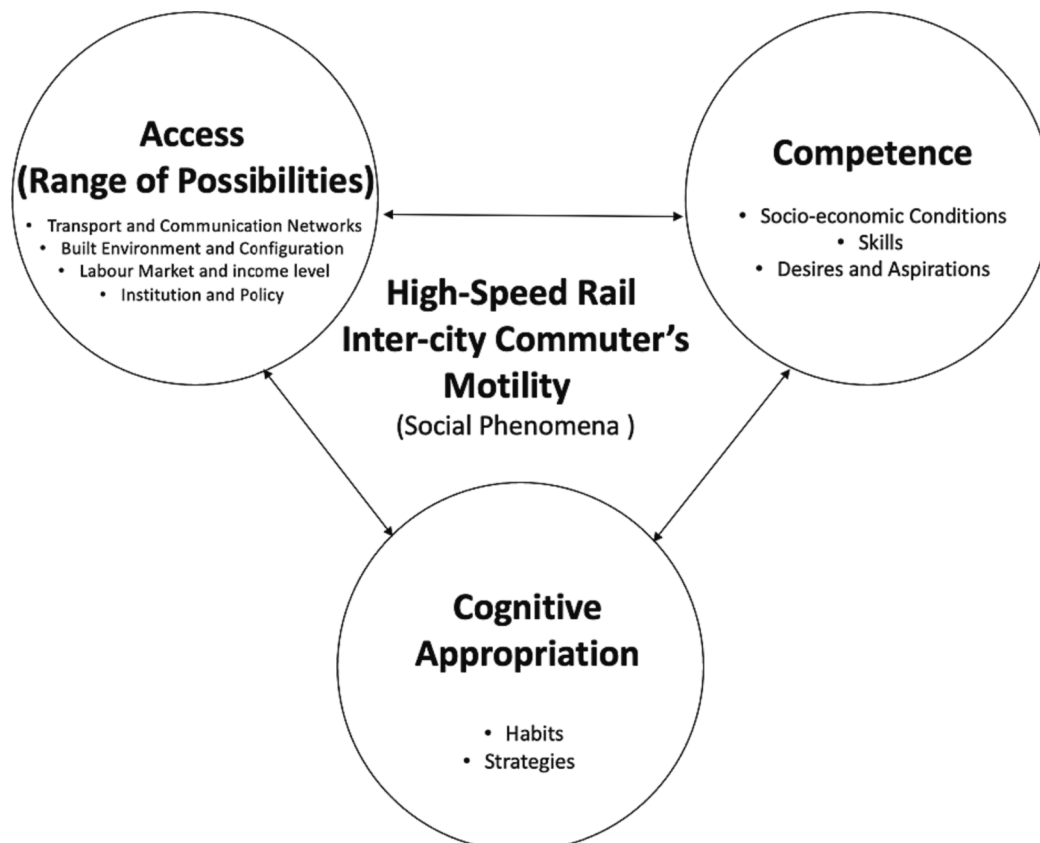 Access
(Range of Possibilities)
• Transport and Communication Networks
• Built Environment and Configuration
• Labour Market and income level
• Institution and Policy
Competence
• Socio-economic Conditions
• Skills
• Desires and Aspirations
High-Speed Rail
Inter-city Commuter’s
Motility
(Social Phenomena )
Cognitive
Appropriation
• Habits
• Strategies